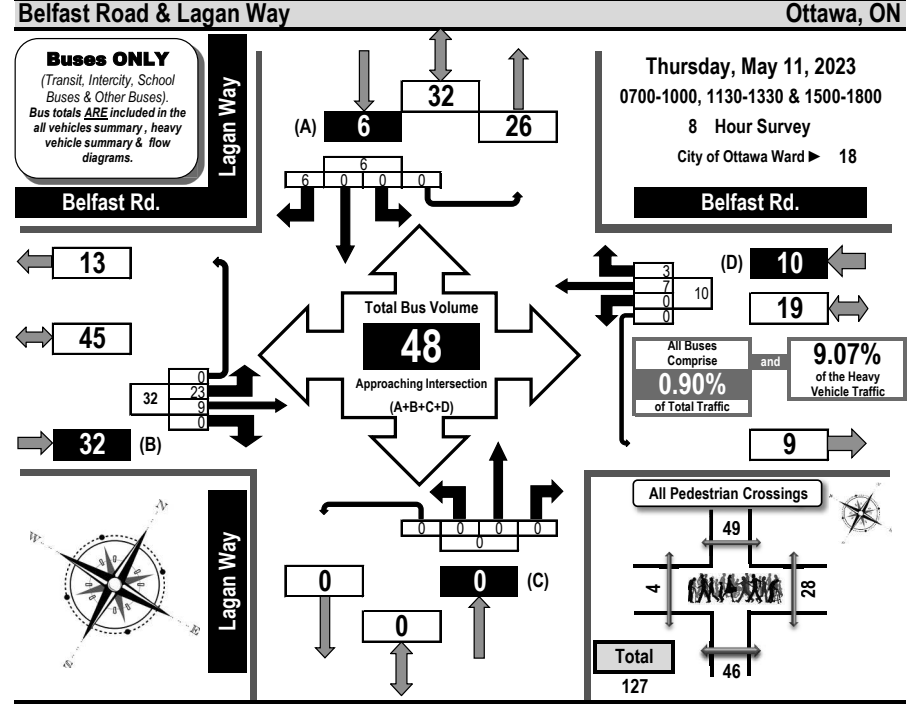 Belfast Road & Lagan Way
Ottawa, ON
Buses ONLY
(Transit, Intercity, School
Buses & Other Buses).
Bus totals ARE included in the
all vehicles summary , heavy
vehicle summary & flow
diagrams.
Lagan Way
Belfast Rd.
32
(A) 6
26
6
6 0 0 0
Thursday, May 11, 2023
0700-1000, 1130-1330 & 1500-1800
8 Hour Survey
City of Ottawa Ward ► 18
Belfast Rd.
13
45
0
23
9
0
32
32 (B)
Total Bus Volume
48
Approaching Intersection
(A+B+C+D)
3
7
0
0
10
(D) 10
19
All Buses
Comprise
0.90%
of Total Traffic
and
9.07%
of the Heavy
Vehicle Traffic
9
N
W
E
S
Lagan Way
0 0 0 0
0
0
0 (C)
0
All Pedestrian Crossings
49
4
28
46
Total
127